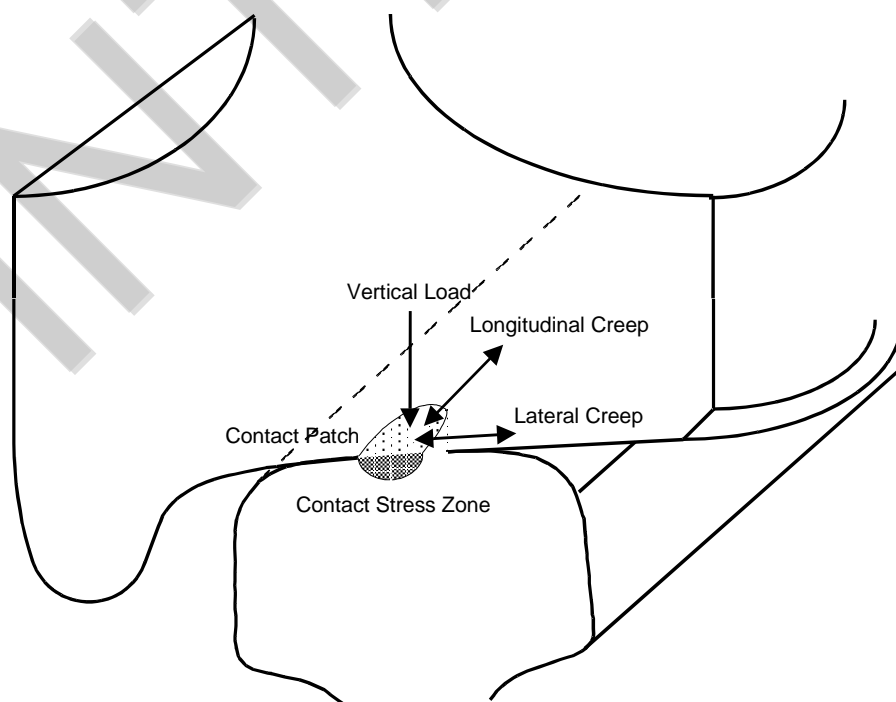 Vertical Load
Longitudinal Creep
Lateral Creep
Contact Patch
Contact Stress Zone